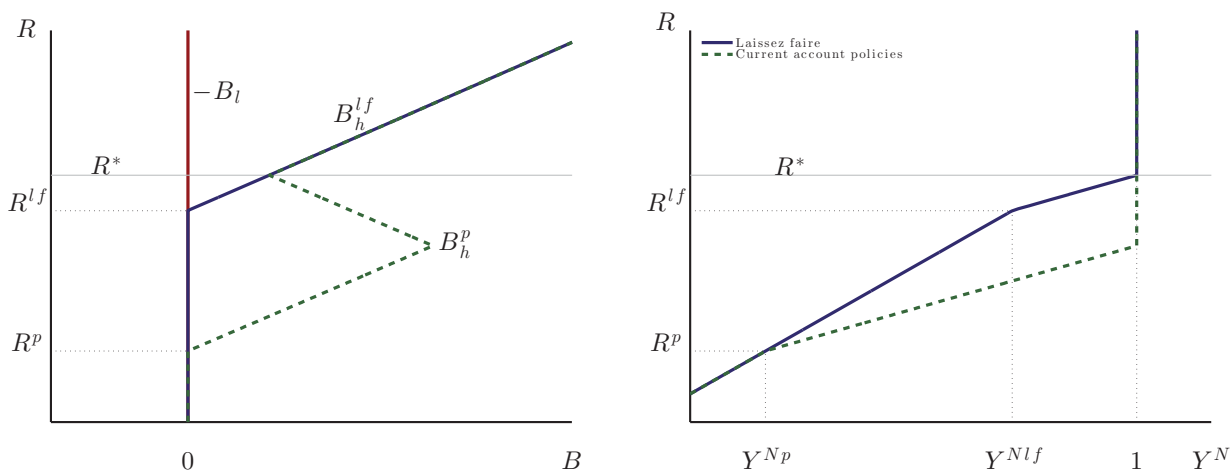 R
−B_l
B_h^{lf}
R^*
R^{lf}
B_h^p
R^p
0
B
R
Laissez faire
Current account policies
R^*
R^{lf}
R^p
Y^{Np}
Y^{Nlf}
1
Y^N